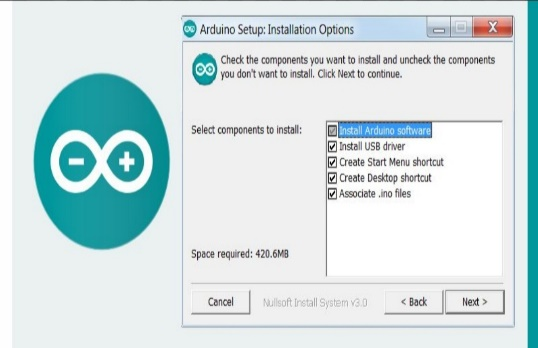 Arduino Setup: Installation Options
Check the components you want to install and uncheck the components
you don't want to install. Click Next to continue.
Select components to install:
Install Arduino software
Install USB driver
Create Start Menu shortcut
Create Desktop shortcut
Associate .ino files
Space required: 420.6MB
Cancel
Nullsoft Install System v3.0
< Back
Next >